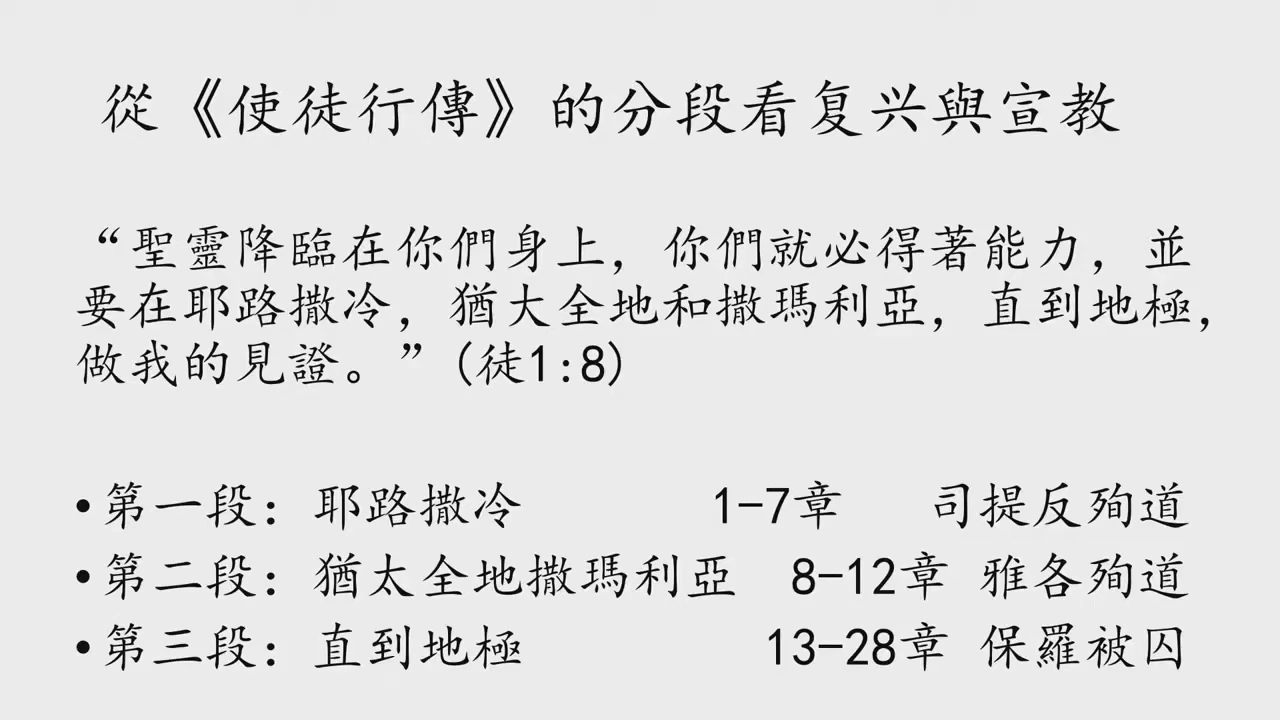 從《使徒行傳》的分段看复兴與宣教
“聖靈降臨在你們身上，你們就必得著能力，並
要在耶路撒冷，猶大全地和撒瑪利亞，直到地極，
做我的見證。”（徒1:8）
•第一段：耶路撒冷 1-7章 司提反殉道
•第二段：猶太全地撒瑪利亞 8-12章 雅各殉道
•第三段：直到地極 13-28章 保羅被囚